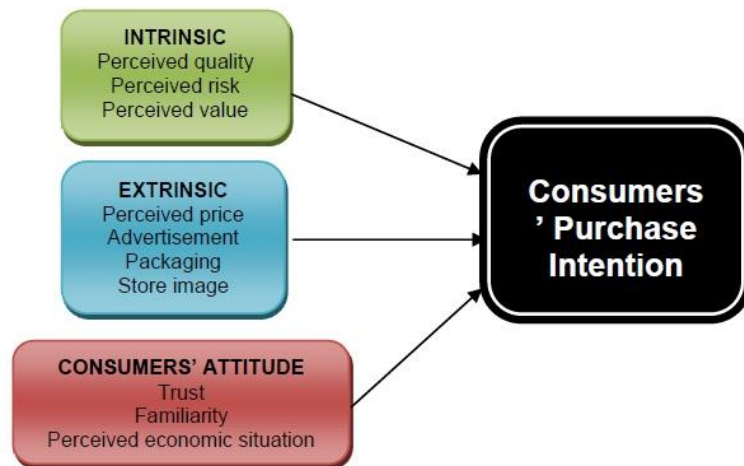 INTRINSIC
Perceived quality
Perceived risk
Perceived value
EXTRINSIC
Perceived price
Advertisement
Packaging
Store image
CONSUMERS’ ATTITUDE
Trust
Familiarity
Perceived economic situation
Consumers
’ Purchase
Intention